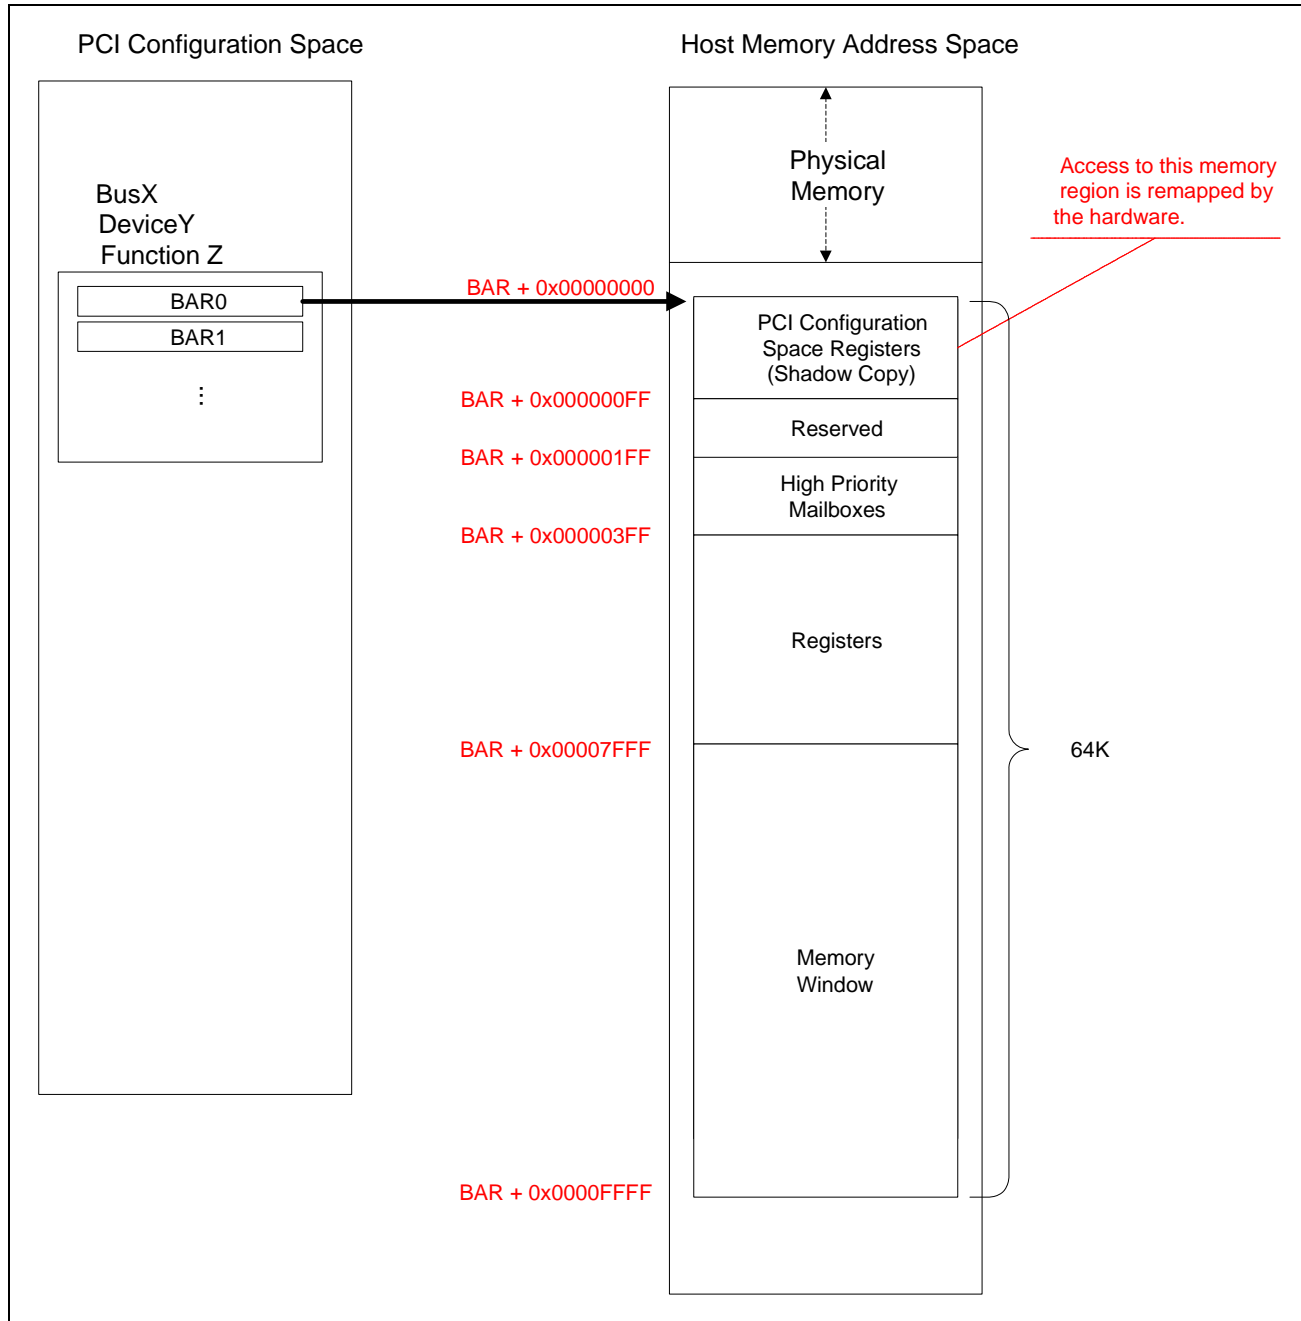 PCI Configuration Space
Host Memory Address Space
BusX
DeviceY
Function Z
BAR0
BAR1
...
Physical
Memory
Access to this memory
region is remapped by
the hardware.
BAR + 0x00000000
PCI Configuration
Space Registers
(Shadow Copy)
BAR + 0x000000FF
Reserved
BAR + 0x000001FF
High Priority
Mailboxes
BAR + 0x000003FF
Registers
BAR + 0x00007FFF
64K
Memory
Window
BAR + 0x0000FFFF